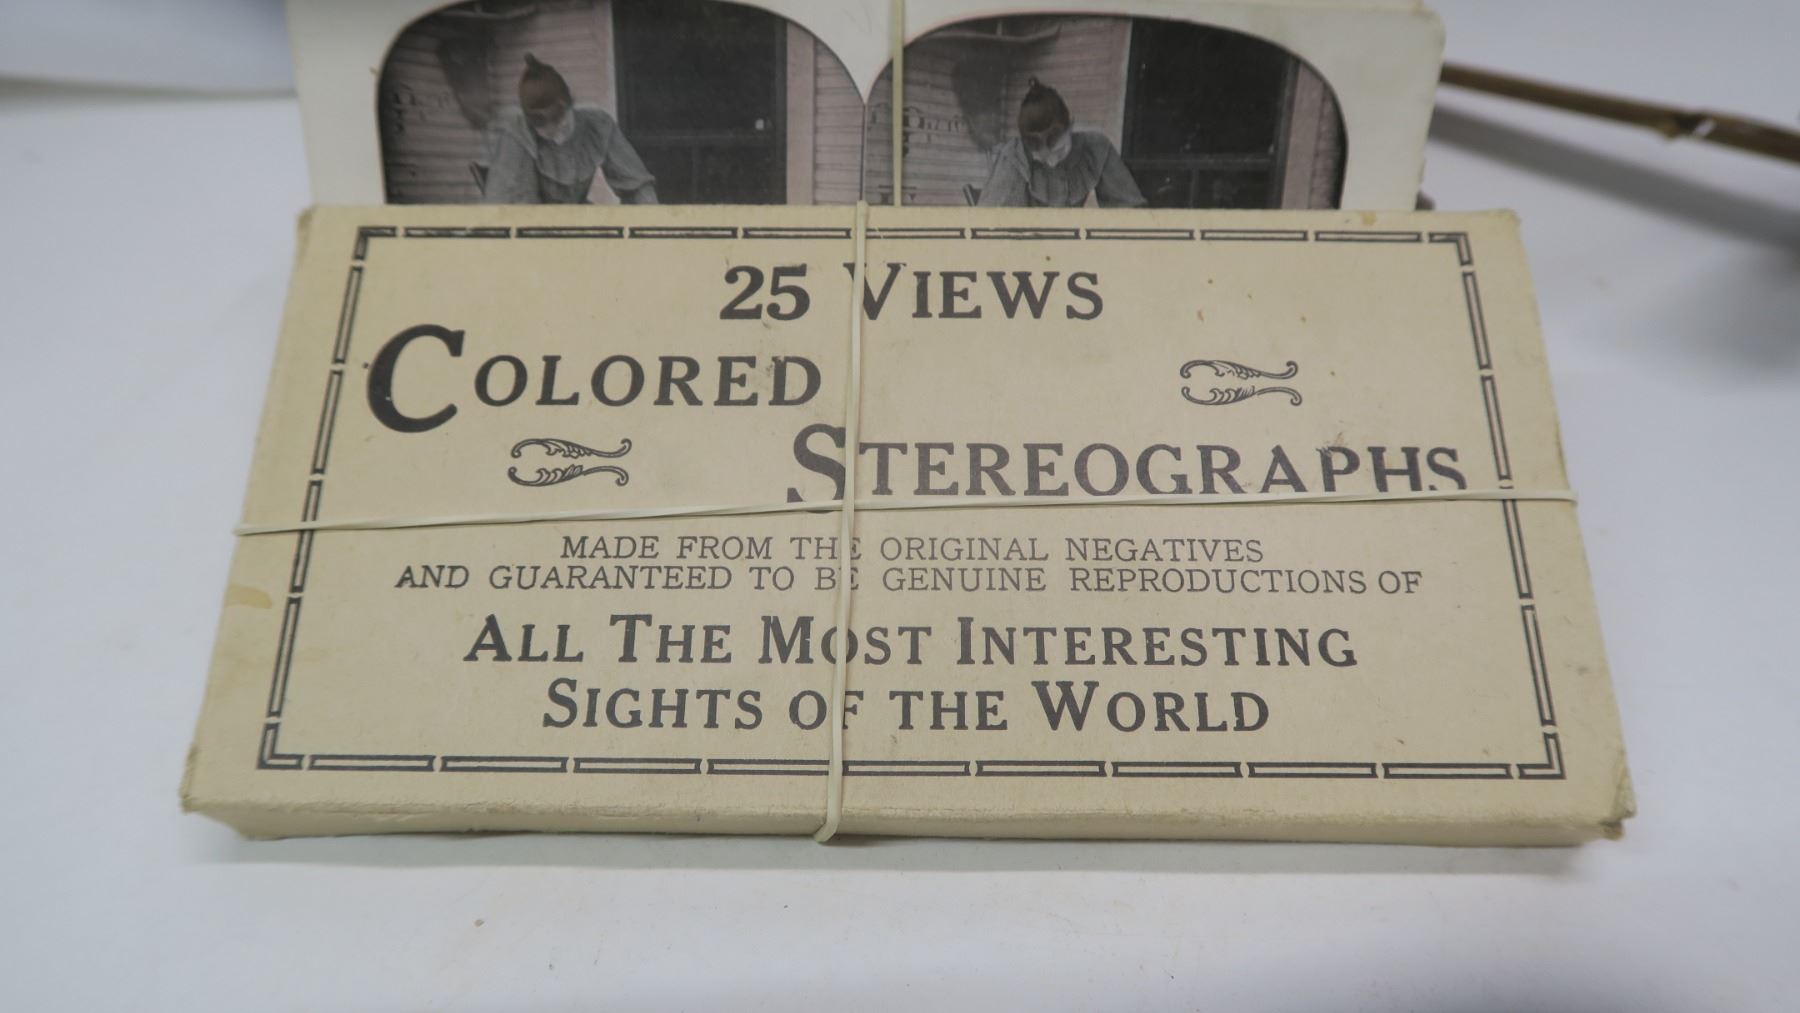 25 VIEWS
COLORED
STEREOGRAPHS
MADE FROM THE ORIGINAL NEGATIVES
AND GUARANTEED TO BE GENUINE REPRODUCTIONS OF
ALL THE MOST INTERESTING
SIGHTS OF THE WORLD